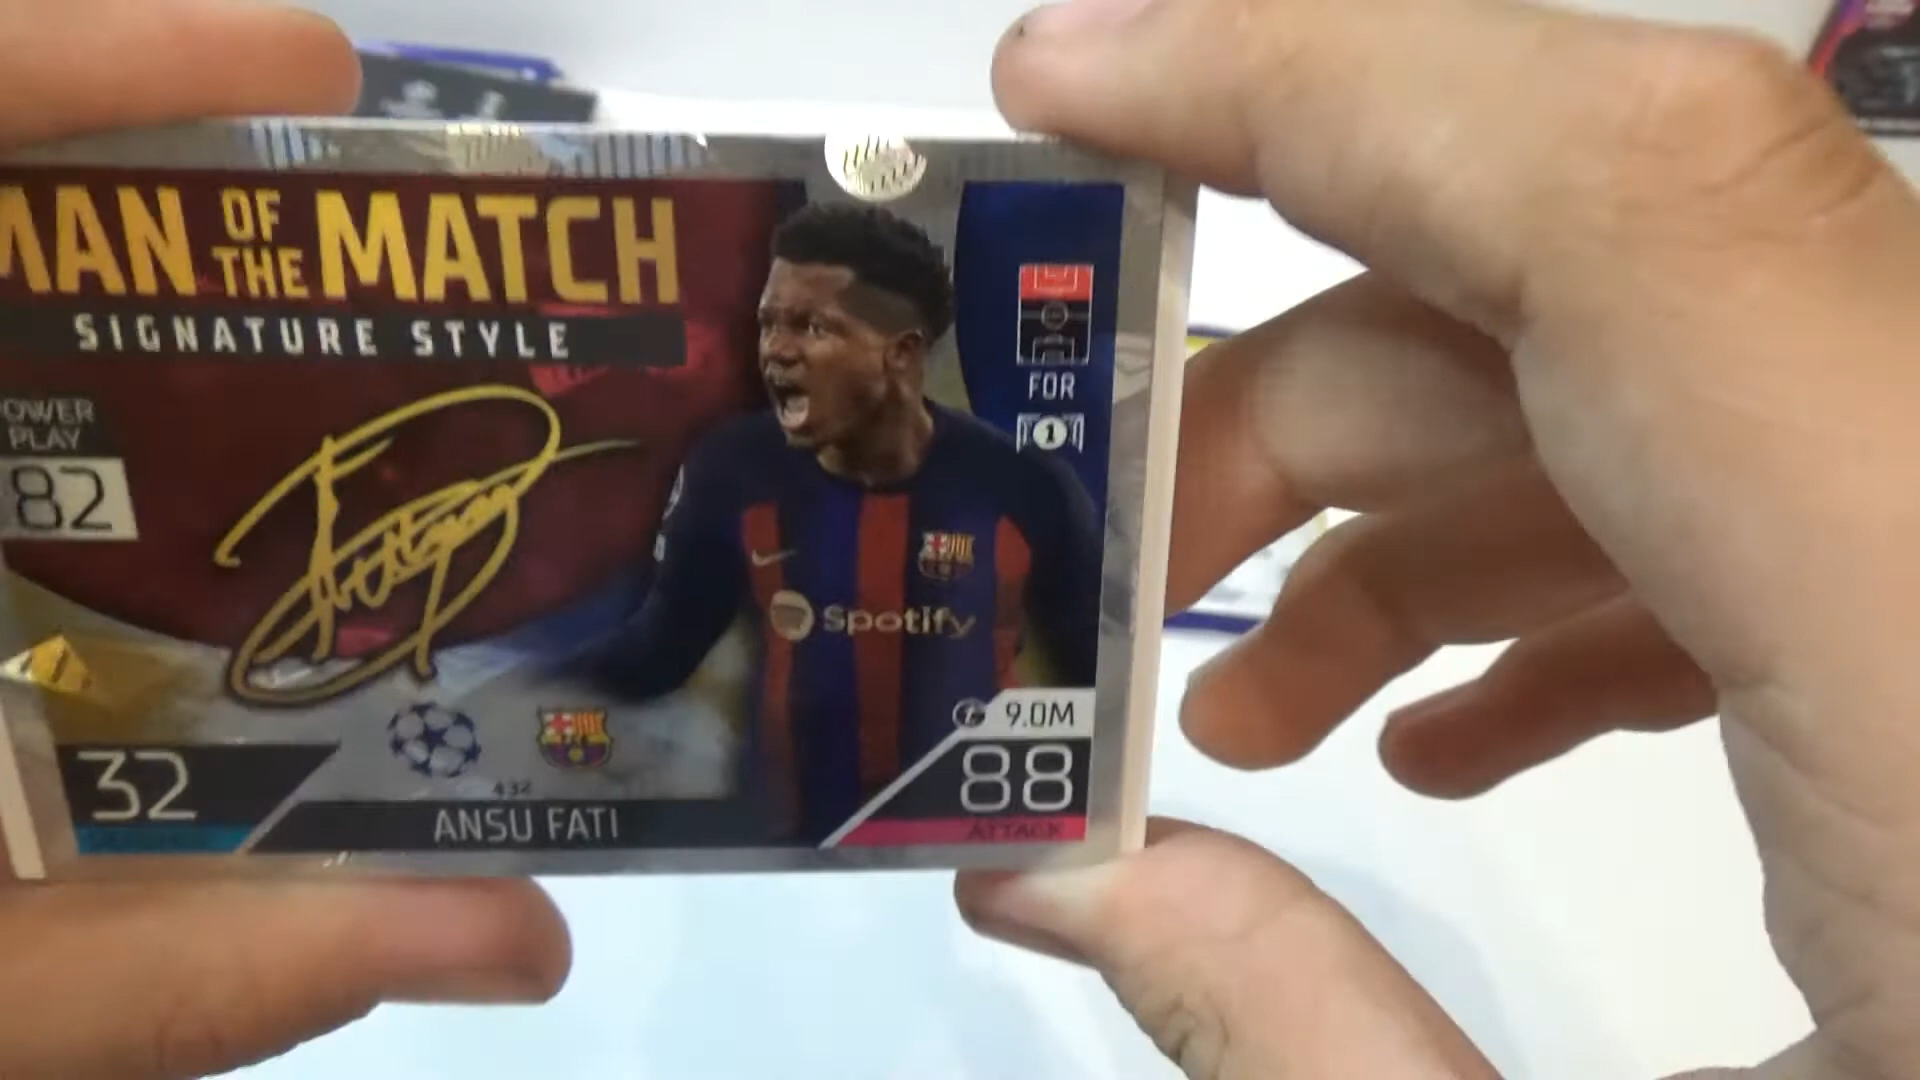 MAN OF THE MATCH
SIGNATURE STYLE
POWER
PLAY
82
FOR
1
Spotify
9.0M
32
88
432
ANSU FATI
ATTACK